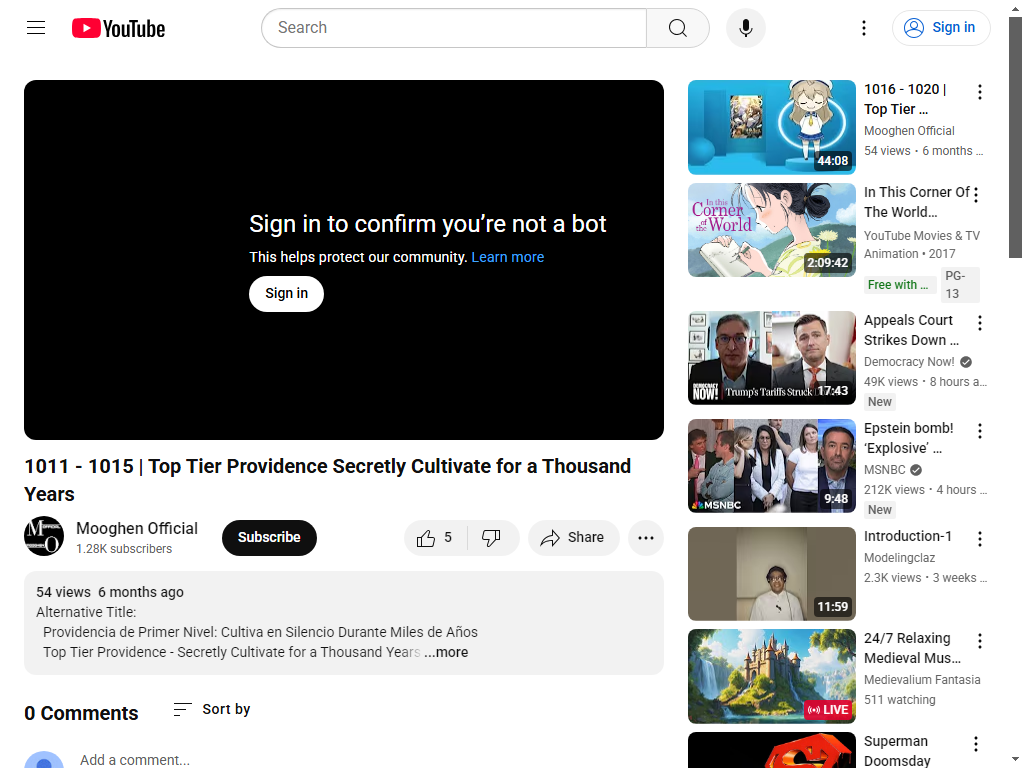 YouTube
Search
Sign in
Sign in to confirm you’re not a bot
This helps protect our community. Learn more
Sign in
1011 - 1015 | Top Tier Providence Secretly Cultivate for a Thousand
Years
Mooghen Official
1.28K subscribers
Subscribe
5
Share
54 views 6 months ago
Alternative Title:
Providencia de Primer Nivel: Cultiva en Silencio Durante Miles de Años
Top Tier Providence - Secretly Cultivate for a Thousand Years ...more
0 Comments
Sort by
Add a comment...
44:08
1016 - 1020 |
Top Tier ...
Mooghen Official
54 views • 6 months ...
In this
Corner
of the
World
2:09:42
In This Corner Of
The World...
YouTube Movies & TV
Animation • 2017
Free with ...
PG-
13
DEMOCRACY
NOW!
Trump's Tariffs Struck
17:43
Appeals Court
Strikes Down ...
Democracy Now!
49K views • 8 hours a...
New
MSNBC
9:48
Epstein bomb!
‘Explosive’ ...
MSNBC
212K views • 4 hours ...
New
11:59
Introduction-1
Modelingclaz
2.3K views • 3 weeks ...
LIVE
24/7 Relaxing
Medieval Mus...
Medievalium Fantasia
511 watching
Superman
Doomsday